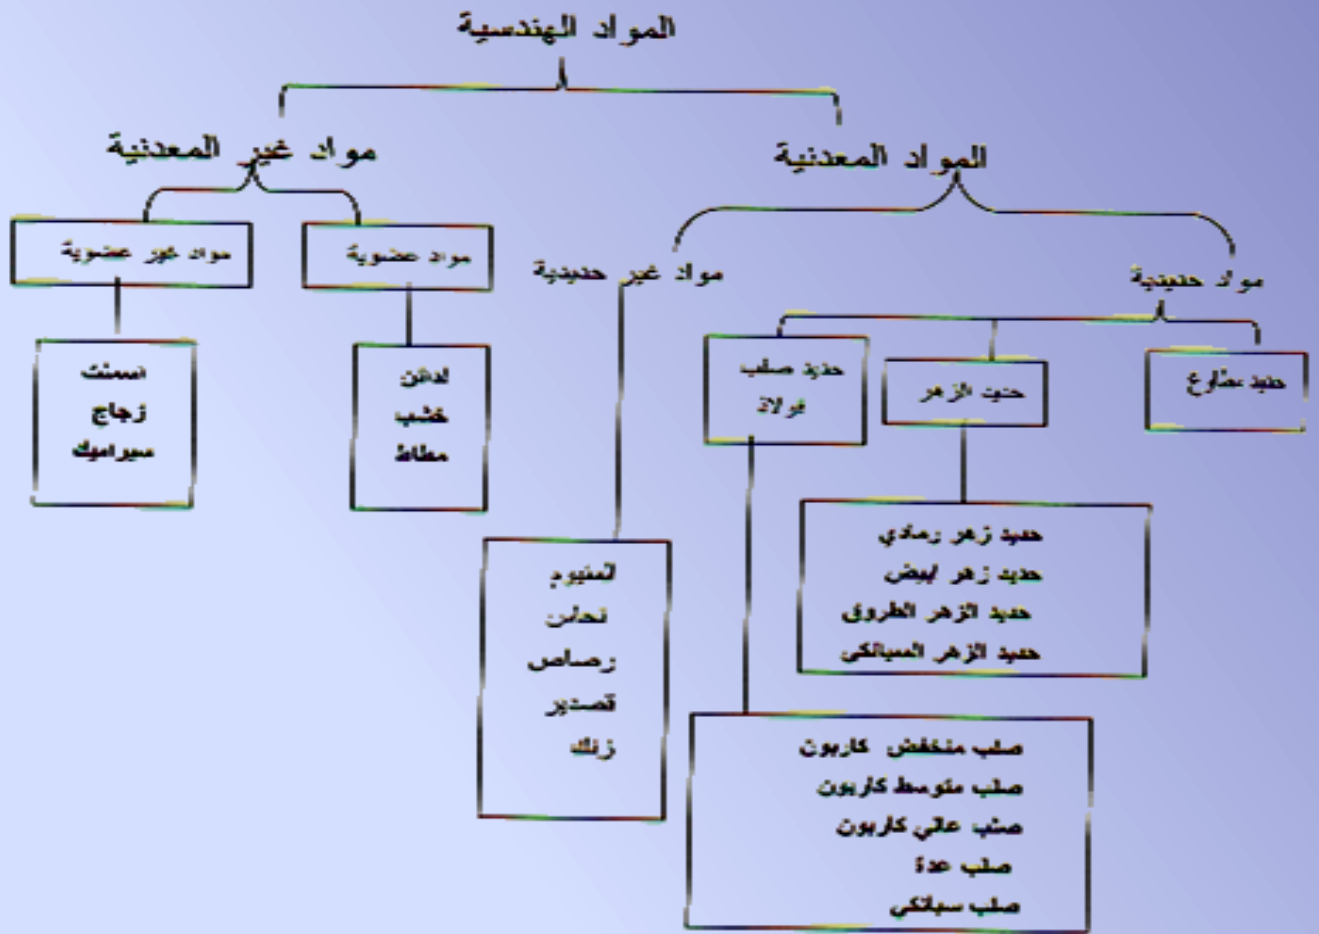 المواد الهندسية
المواد المعدنية
مواد غير المعدنية
مواد حديدية
مواد غير حديدية
مواد عضوية
مواد غير عضوية
حديد مطاوع
حديد الزهر
حديد صلب
فولاذ
حديد زهر رمادي
حديد زهر ابيض
حديد الزهر الطروق
حديد الزهر السبائكي
صلب منخفض كاربون
صلب متوسط كاربون
صلب عالي كاربون
صلب عدة
صلب سبائكي
المنيوم
نحاس
رصاص
قصدير
زنك
لدائن
خشب
مطاط
اسمنت
زجاج
سيراميك